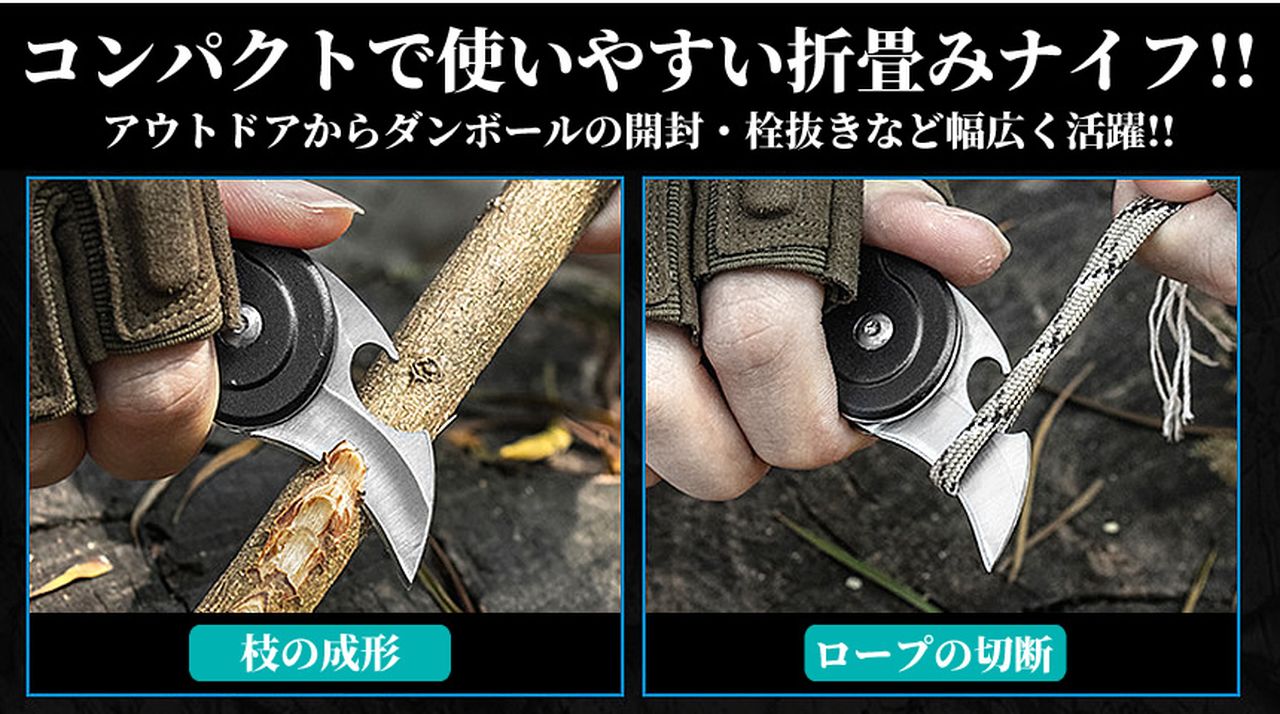 コンパクトで使いやすい折畳みナイフ!!
アウトドアからダンボールの開封・栓抜きなど幅広く活躍!!
枝の成形
ロープの切断